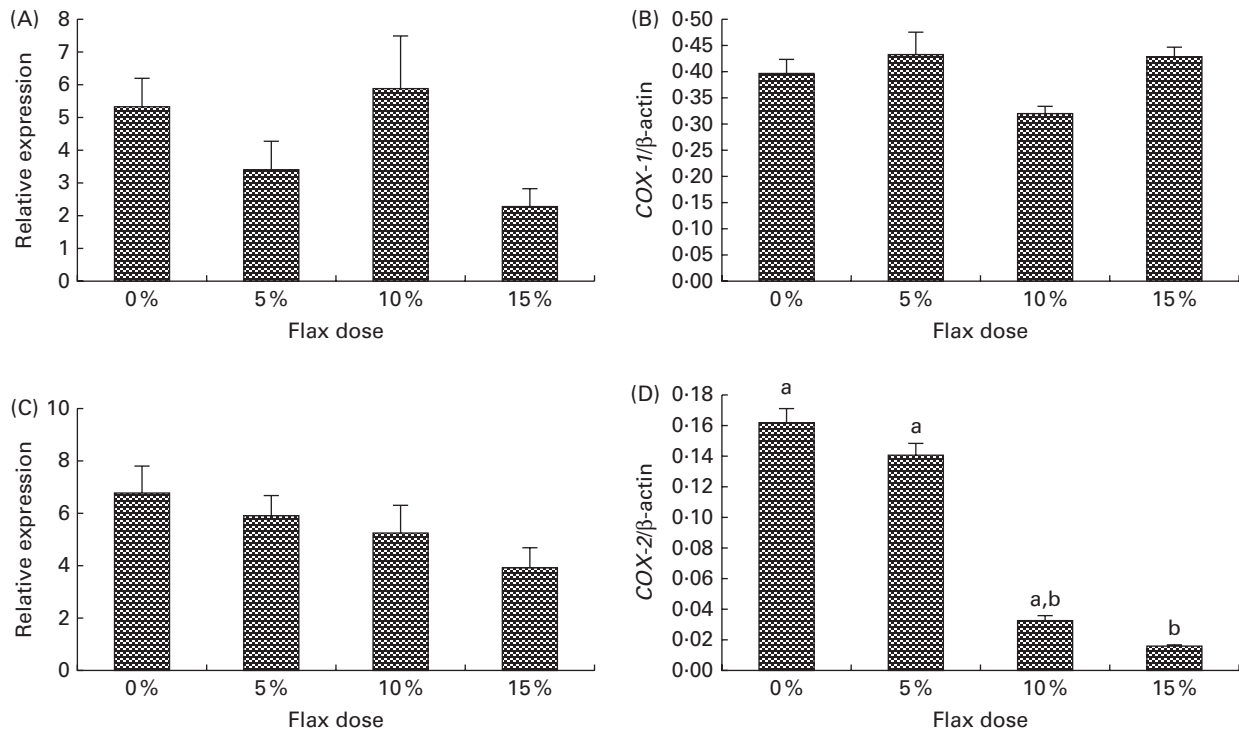 (A)
8
7
6
5
4
3
2
1
0
Relative expression
0 % 5 % 10 % 15 %
Flax dose
(B)
0·50
0·45
0·40
0·35
0·30
0·25
0·20
0·15
0·10
0·05
0·00
COX-1/β-actin
0 % 5 % 10 % 15 %
Flax dose
(C)
10
8
6
4
2
0
Relative expression
0 % 5 % 10 % 15 %
Flax dose
(D)
0·18
0·16
0·14
0·12
0·10
0·08
0·06
0·04
0·02
0·00
COX-2/β-actin
a
a
a,b
b
0 % 5 % 10 % 15 %
Flax dose